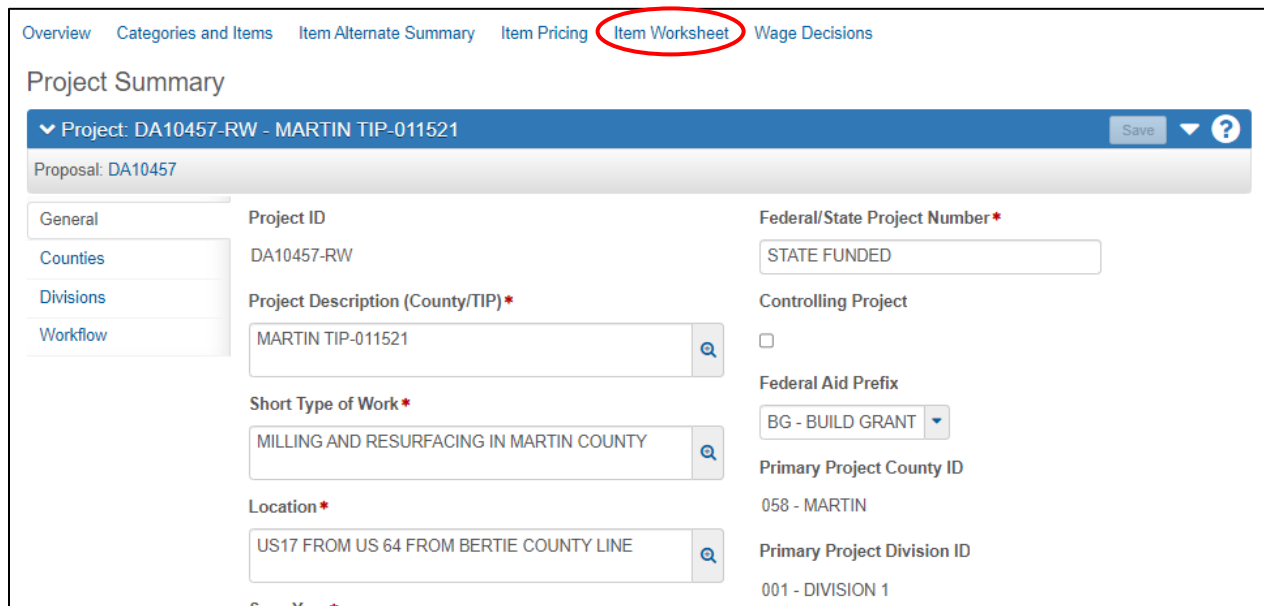 Overview Categories and Items Item Alternate Summary Item Pricing Item Worksheet Wage Decisions
Project Summary
Project: DA10457-RW - MARTIN TIP-011521 Save ?
Proposal: DA10457
General
Counties
Divisions
Workflow
Project ID
DA10457-RW
Project Description (County/TIP)*
MARTIN TIP-011521
Short Type of Work*
MILLING AND RESURFACING IN MARTIN COUNTY
Location*
US17 FROM US 64 FROM BERTIE COUNTY LINE
Federal/State Project Number*
STATE FUNDED
Controlling Project
Federal Aid Prefix
BG - BUILD GRANT
Primary Project County ID
058 - MARTIN
Primary Project Division ID
001 - DIVISION 1